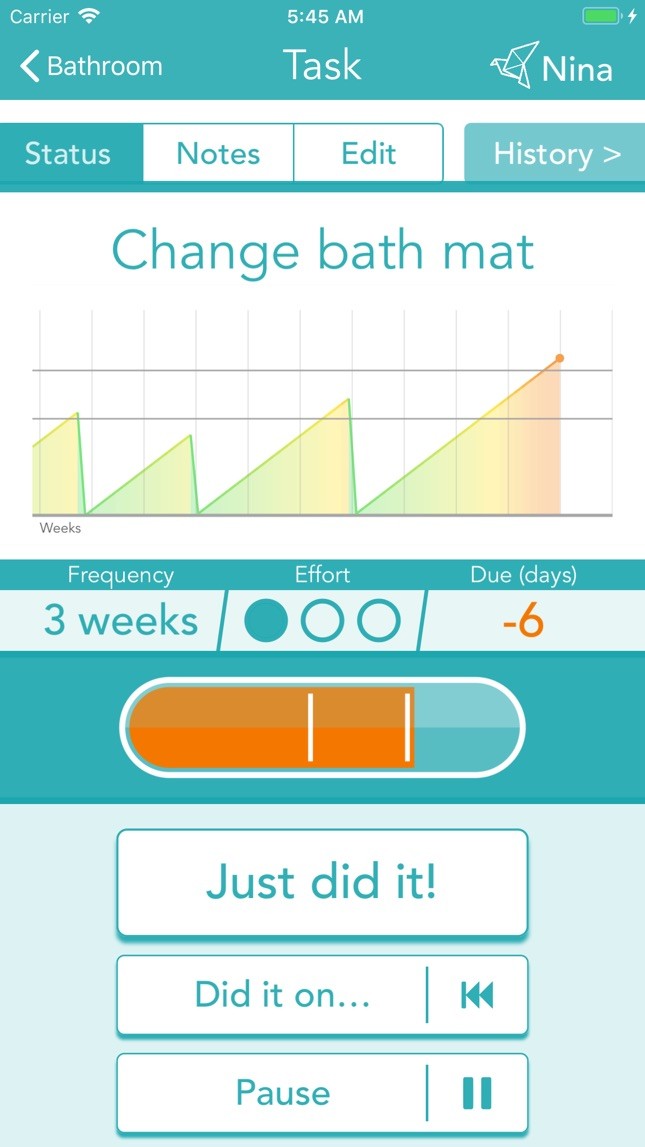 Carrier 5:45 AM
Bathroom Task Nina
Status Notes Edit History >
Change bath mat
Weeks
Frequency Effort Due (days)
3 weeks -6
Just did it!
Did it on...
Pause